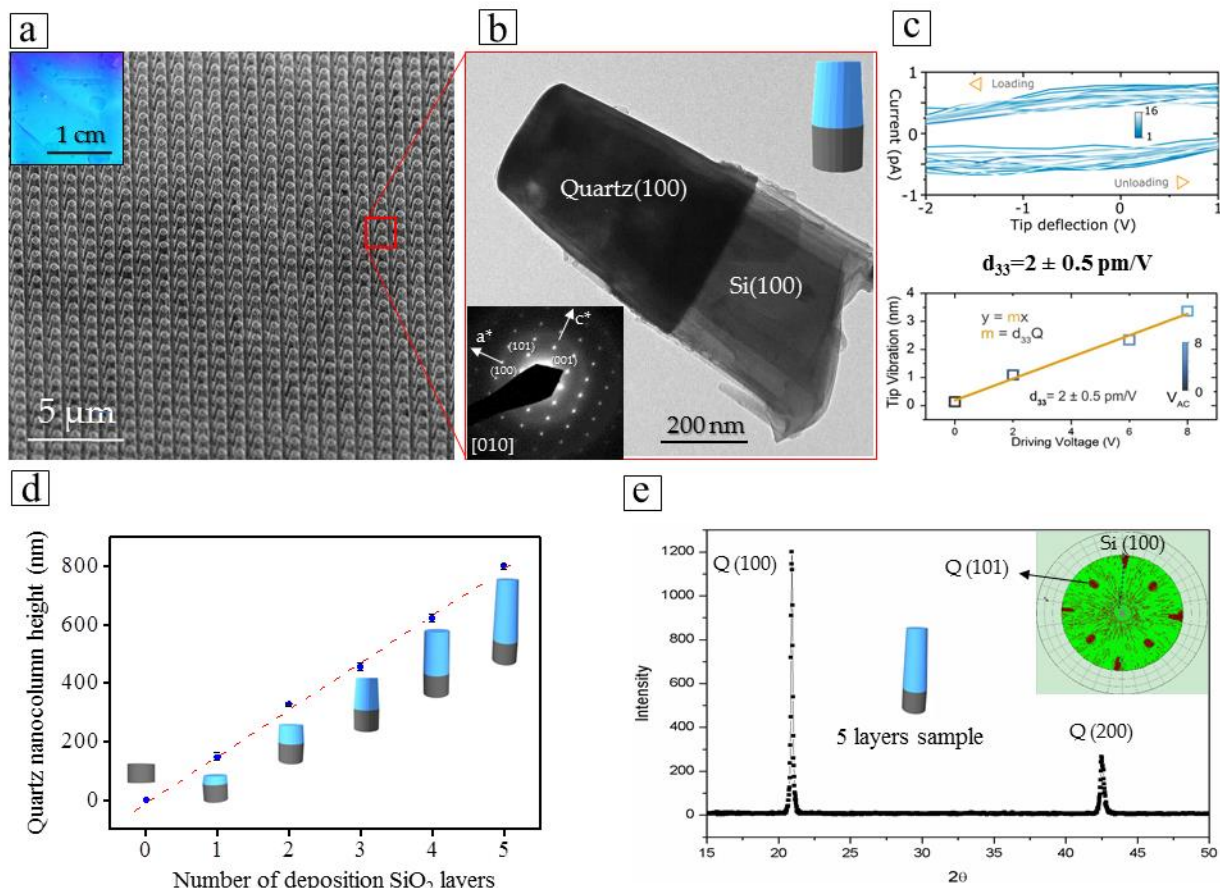 a
1 cm
5 µm
b
Quartz(100)
Si(100)
a*
c*
(101)
(100)
(001)
[010]
200 nm
c
Current (pA)
1
0
-1
Loading
16
1
Unloading
-2
-1
0
1
Tip deflection (V)
d33=2 ± 0.5 pm/V
Tip Vibration (nm)
4
3
2
1
0
y = mx
m = d33Q
d33= 2 ± 0.5 pm/V
8
0
VAC
0
2
4
6
8
Driving Voltage (V)
d
Quartz nanocolumn height (nm)
800
600
400
200
0
0
1
2
3
4
5
Number of deposition SiO2 layers
e
Intensity
1200
1000
800
600
400
200
0
Q (100)
Si (100)
Q (101)
5 layers sample
Q (200)
15
20
25
30
35
40
45
50
2θ